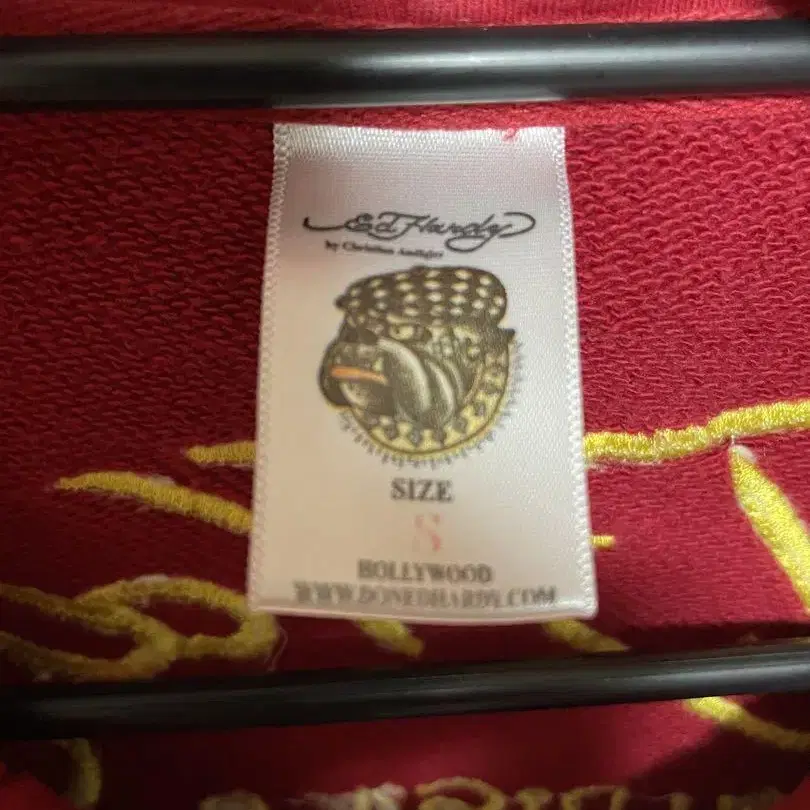 Ed Hardy
by Christian Audigier
SIZE
S
HOLLYWOOD
WWW.DONEDHARDY.COM